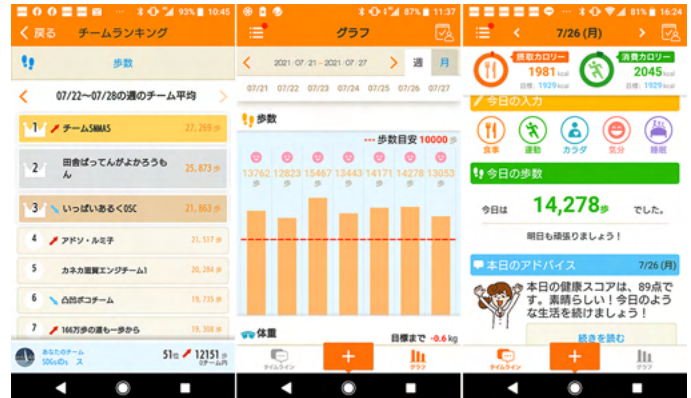 93% 10:45
戻る チームランキング
歩数
07/22〜07/28の週のチーム平均
1 チームSMMAS 27,269歩
2 田舎ばってんがよかろうもん 25,873歩
3 いっぱいあるく05C 21,863歩
4 アドソ・ルミ子 21,517歩
5 カネカ滋賀エンジチーム1 20,204歩
6 凸凹ポコチーム 19,735歩
7 166万歩の道も一歩から 19,308歩
あなたのチーム
51位 12151歩
87% 11:37
グラフ
2021/07/21-2021/07/27 週 月
07/21 07/22 07/23 07/24 07/25 07/26 07/27
歩数
--- 歩数目安 10000 歩
13762 12823 15467 13443 14171 14278 13053
歩 歩 歩 歩 歩 歩 歩
体重 目標まで -0.6 kg
タイムライン + グラフ
81% 16:24
7/26 (月)
摂取カロリー 消費カロリー
1981 kcal 2045 kcal
目標: 1929 kcal 目標: 1929 kcal
今日の入力
食事 運動 カラダ 気分 睡眠
今日の歩数
今日は 14,278歩 でした。
明日も頑張りましょう!
本日のアドバイス 7/26 (月)
本日の健康スコアは、89点で
す。素晴らしい!今日のよう
な生活を続けましょう!
続きを読む
タイムライン + グラフ